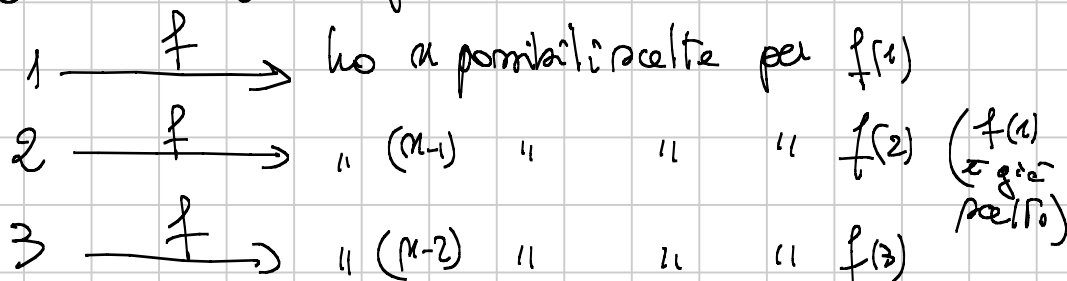 1 f→ ho n possibili scelte per f(1)
2 f→ " (n-1) " " " f(2) (f(1) è già scelto)
3 f→ " (n-2) " " " f(3)